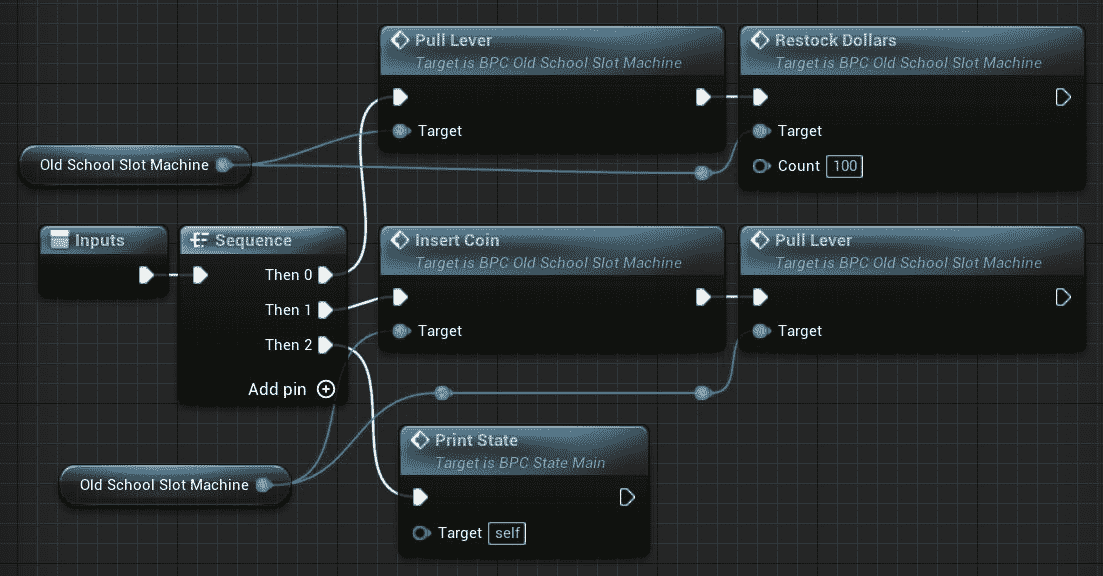 Pull Lever
Target is BPC Old School Slot Machine
Target
Restock Dollars
Target is BPC Old School Slot Machine
Target
Count 100
Old School Slot Machine
Inputs
Sequence
Then 0
Then 1
Then 2
Add pin
Insert Coin
Target is BPC Old School Slot Machine
Target
Pull Lever
Target is BPC Old School Slot Machine
Target
Old School Slot Machine
Print State
Target is BPC State Main
Target self